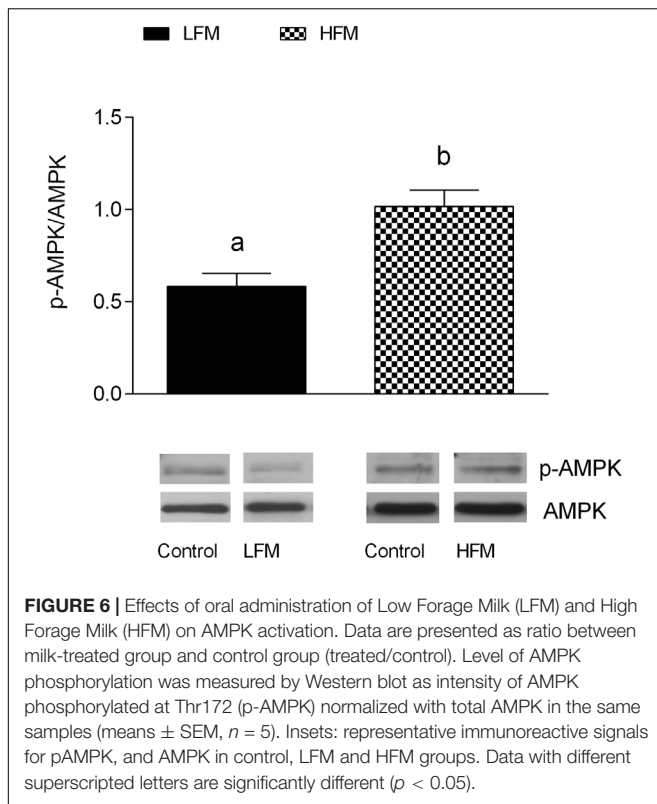 LFM HFM
p-AMPK/AMPK
1.5
1.0
0.5
0.0
a
b
p-AMPK
AMPK
Control LFM Control HFM
FIGURE 6 | Effects of oral administration of Low Forage Milk (LFM) and High
Forage Milk (HFM) on AMPK activation. Data are presented as ratio between
milk-treated group and control group (treated/control). Level of AMPK
phosphorylation was measured by Western blot as intensity of AMPK
phosphorylated at Thr172 (p-AMPK) normalized with total AMPK in the same
samples (means ± SEM, n = 5). Insets: representative immunoreactive signals
for pAMPK, and AMPK in control, LFM and HFM groups. Data with different
superscripted letters are significantly different (p < 0.05).